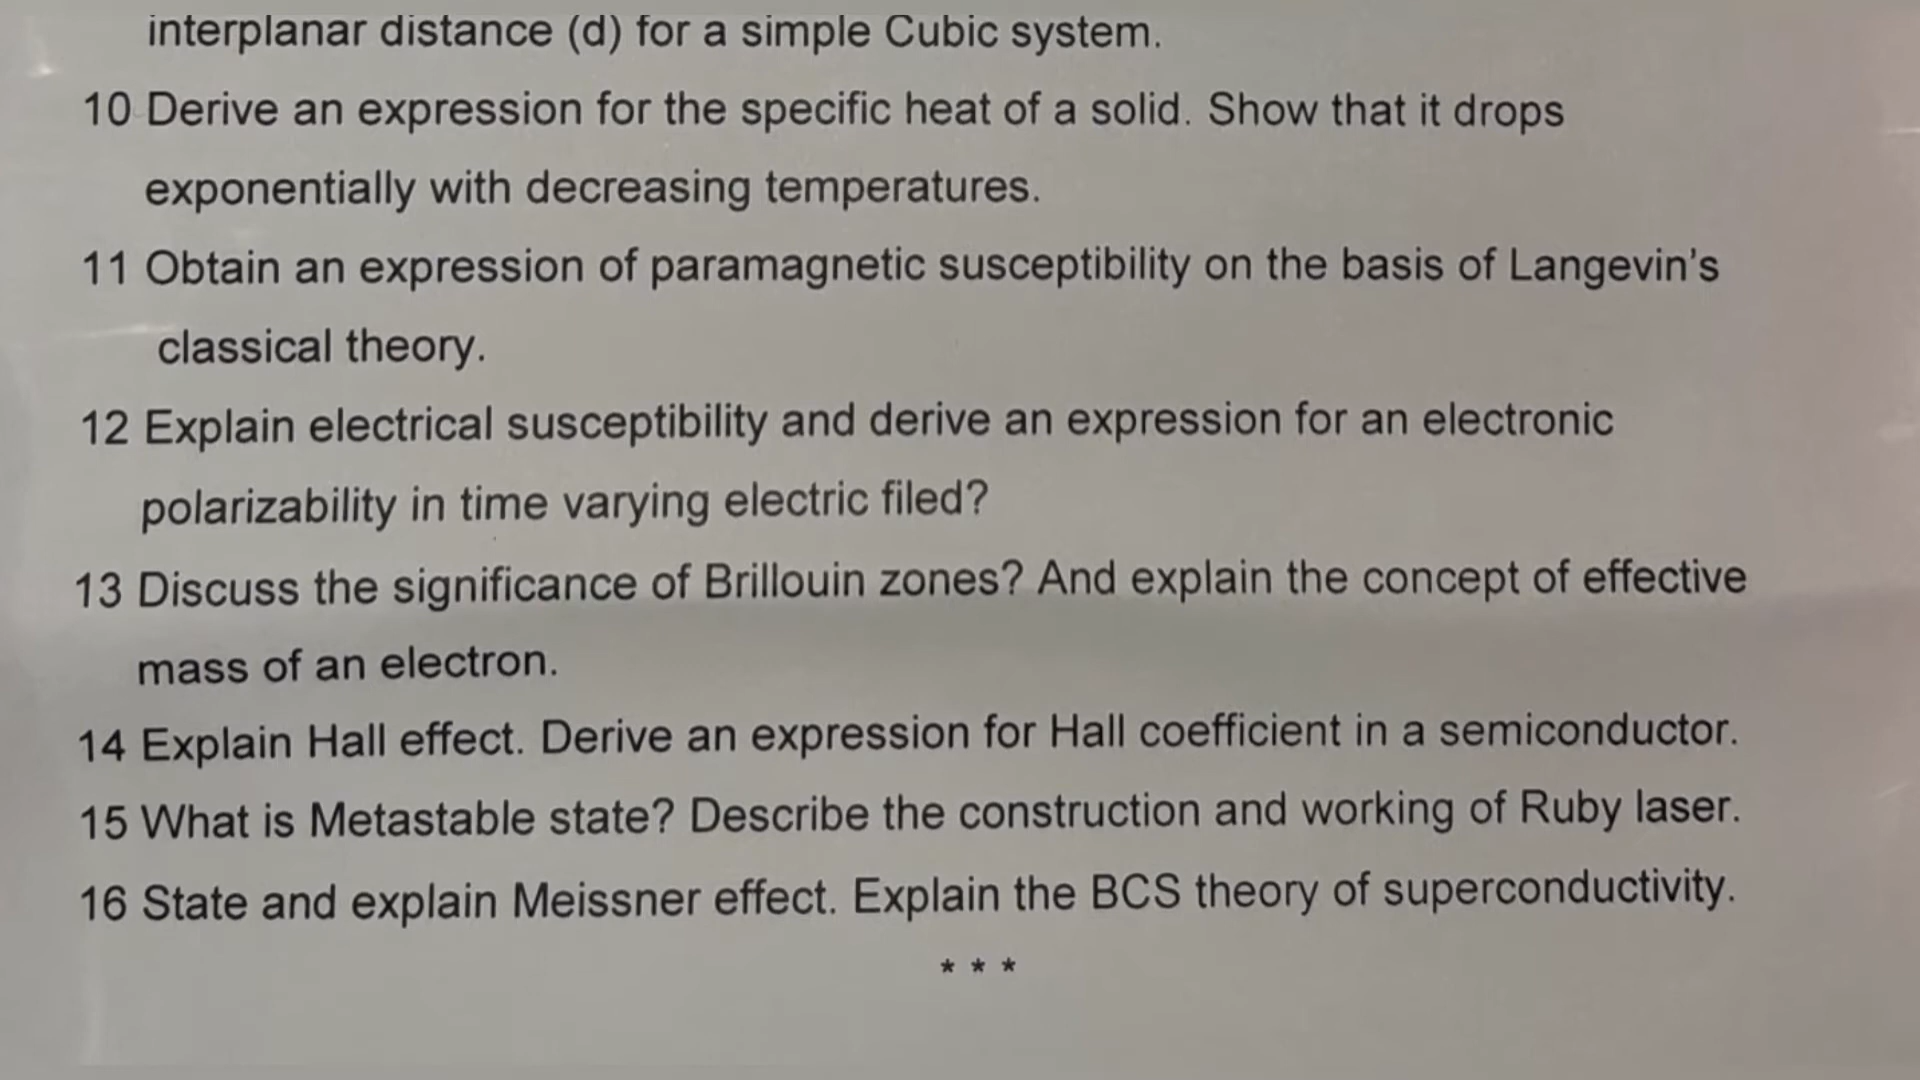 interplanar distance (d) for a simple Cubic system.
10 Derive an expression for the specific heat of a solid. Show that it drops
exponentially with decreasing temperatures.
11 Obtain an expression of paramagnetic susceptibility on the basis of Langevin's
classical theory.
12 Explain electrical susceptibility and derive an expression for an electronic
polarizability in time varying electric filed?
13 Discuss the significance of Brillouin zones? And explain the concept of effective
mass of an electron.
14 Explain Hall effect. Derive an expression for Hall coefficient in a semiconductor.
15 What is Metastable state? Describe the construction and working of Ruby laser.
16 State and explain Meissner effect. Explain the BCS theory of superconductivity.
* * *